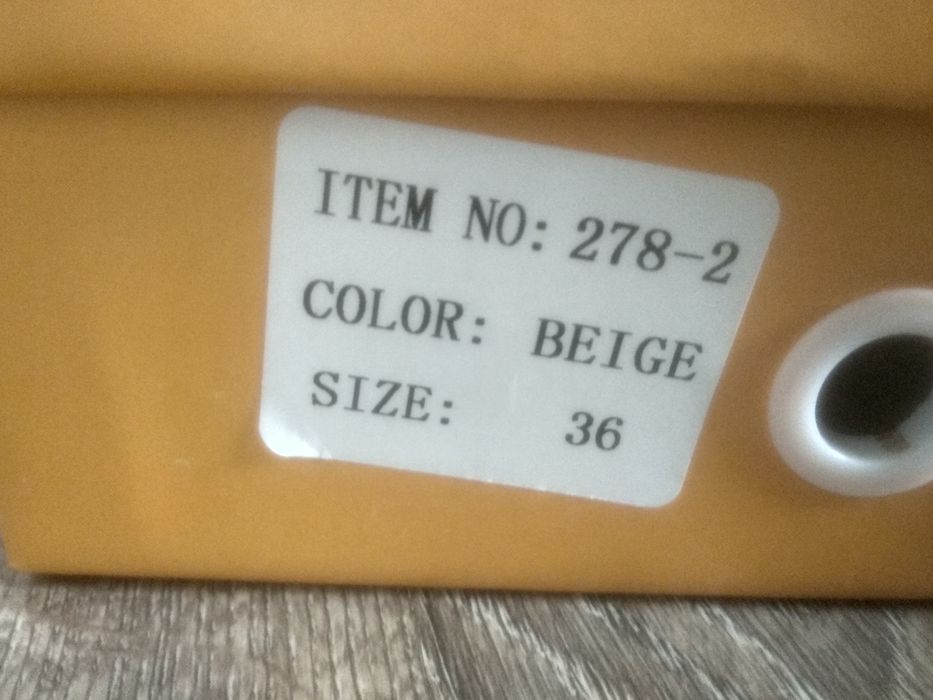 ITEM NO: 278-2
COLOR: BEIGE
SIZE: 36